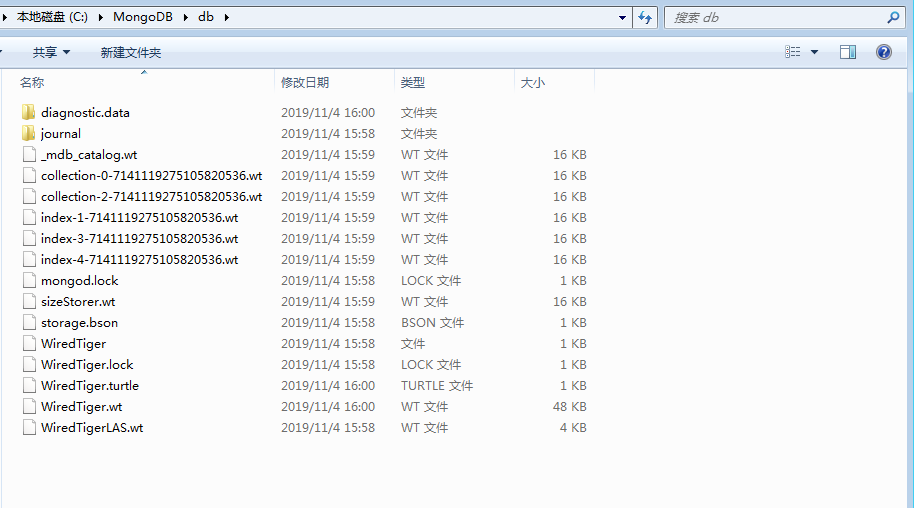 本地磁盘 (C:) MongoDB db 搜索 db
共享 新建文件夹
名称 修改日期 类型 大小
diagnostic.data 2019/11/4 16:00 文件夹
journal 2019/11/4 15:58 文件夹
_mdb_catalog.wt 2019/11/4 15:59 WT 文件 16 KB
collection-0-7141119275105820536.wt 2019/11/4 15:59 WT 文件 16 KB
collection-2-7141119275105820536.wt 2019/11/4 15:59 WT 文件 16 KB
index-1-7141119275105820536.wt 2019/11/4 15:59 WT 文件 16 KB
index-3-7141119275105820536.wt 2019/11/4 15:59 WT 文件 16 KB
index-4-7141119275105820536.wt 2019/11/4 15:59 WT 文件 16 KB
mongod.lock 2019/11/4 15:58 LOCK 文件 1 KB
sizeStorer.wt 2019/11/4 15:59 WT 文件 16 KB
storage.bson 2019/11/4 15:58 BSON 文件 1 KB
WiredTiger 2019/11/4 15:58 文件 1 KB
WiredTiger.lock 2019/11/4 15:58 LOCK 文件 1 KB
WiredTiger.turtle 2019/11/4 16:00 TURTLE 文件 1 KB
WiredTiger.wt 2019/11/4 16:00 WT 文件 48 KB
WiredTigerLAS.wt 2019/11/4 15:58 WT 文件 4 KB